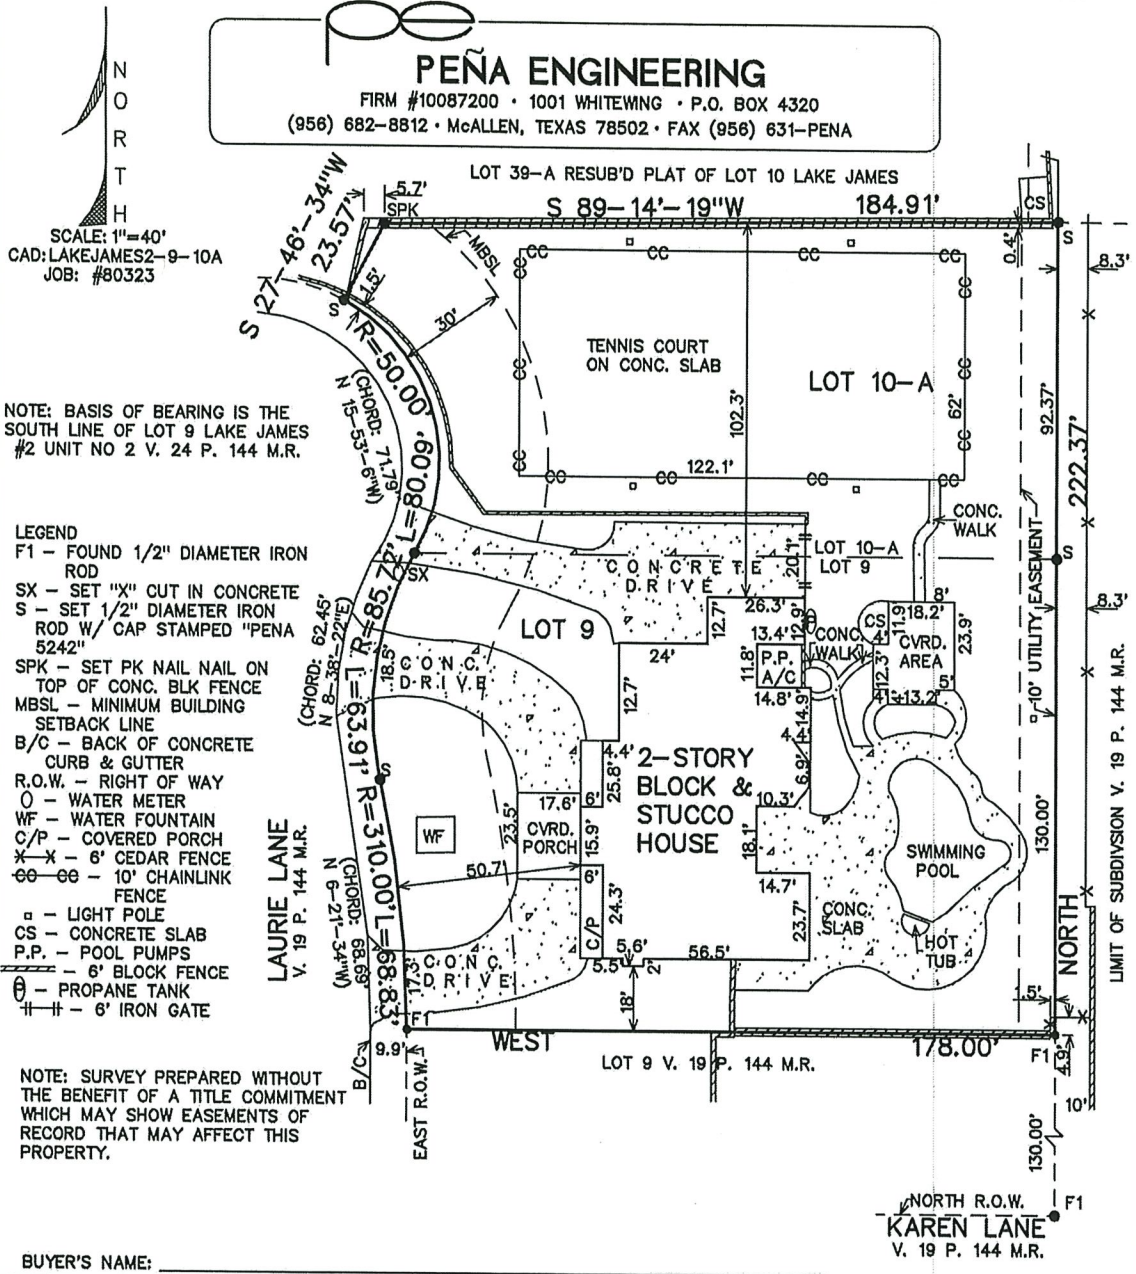 PEÑA ENGINEERING
FIRM #10087200 · 1001 WHITEWING · P.O. BOX 4320
(956) 682-8812 · McALLEN, TEXAS 78502 · FAX (956) 631-PENA
NORTH
SCALE: 1"=40'
CAD: LAKEJAMES2-9-10A
JOB: #80323
LOT 39-A RESUB'D PLAT OF LOT 10 LAKE JAMES
S 27-46'-34"W
23.57'
5.7'
SPK
S 89-14'-19"W
184.91'
CS
S
0.4'
8.3'
MBSL
1.5'
S
30'
R=50.00'
L=80.09'
(CHORD: 71.79'
N 15-53'-6"W)
TENNIS COURT
ON CONC. SLAB
LOT 10-A
102.3'
62'
122.1'
92.37'
222.37'
NOTE: BASIS OF BEARING IS THE
SOUTH LINE OF LOT 9 LAKE JAMES
#2 UNIT NO 2 V. 24 P. 144 M.R.
LEGEND
F1 - FOUND 1/2" DIAMETER IRON
ROD
SX - SET "X" CUT IN CONCRETE
S - SET 1/2" DIAMETER IRON
ROD W/ CAP STAMPED "PENA
5242"
SPK - SET PK NAIL NAIL ON
TOP OF CONC. BLK FENCE
MBSL - MINIMUM BUILDING
SETBACK LINE
B/C - BACK OF CONCRETE
CURB & GUTTER
R.O.W. - RIGHT OF WAY
- WATER METER
WF - WATER FOUNTAIN
C/P - COVERED PORCH
- 6' CEDAR FENCE
- 10' CHAINLINK
FENCE
- LIGHT POLE
CS - CONCRETE SLAB
P.P. - POOL PUMPS
- 6' BLOCK FENCE
- PROPANE TANK
- 6' IRON GATE
NOTE: SURVEY PREPARED WITHOUT
THE BENEFIT OF A TITLE COMMITMENT
WHICH MAY SHOW EASEMENTS OF
RECORD THAT MAY AFFECT THIS
PROPERTY.
SX
CONCRETE
DRIVE
20.1'
LOT 10-A
LOT 9
CONC.
WALK
S
10' UTILITY EASEMENT
8.3'
R=85.72'
L=63.91'
(CHORD: 62.45'
N 8-38'-22"E)
18.5'
CONC.
DRIVE
LOT 9
24'
12.7'
26.3'
12.9'
13.4'
11.8'
P.P.
A/C
14.8'
14.9'
CONC.
WALK
CS
4'
11.9'
18.2'
8'
CVRD.
AREA
23.9'
12.3'
4'
13.2'
5'
12.7'
4.4'
25.8'
4.4'
6.9'
10.3'
18.1'
14.7'
23.7'
2-STORY
BLOCK &
STUCCO
HOUSE
S
R=310.00'
L=68.83'
(CHORD: 68.69'
N 6-21'-34"W)
LAURIE LANE
V. 19 P. 144 M.R.
WF
17.6'
6'
23.5'
CVRD.
PORCH
15.9'
6'
50.7'
24.3'
C/P
SWIMMING
POOL
CONC.
SLAB
HOT
TUB
130.00'
NORTH
LIMIT OF SUBDIVISION V. 19 P. 144 M.R.
CONC.
DRIVE
17.3'
5.5'
5.6'
2'
56.5'
18'
F1
9.9'
B/C
EAST R.O.W.
WEST
178.00'
LOT 9 V. 19 P. 144 M.R.
1.5'
F1
4.9'
10'
130.00'
NORTH R.O.W.
F1
KAREN LANE
V. 19 P. 144 M.R.
BUYER'S NAME: